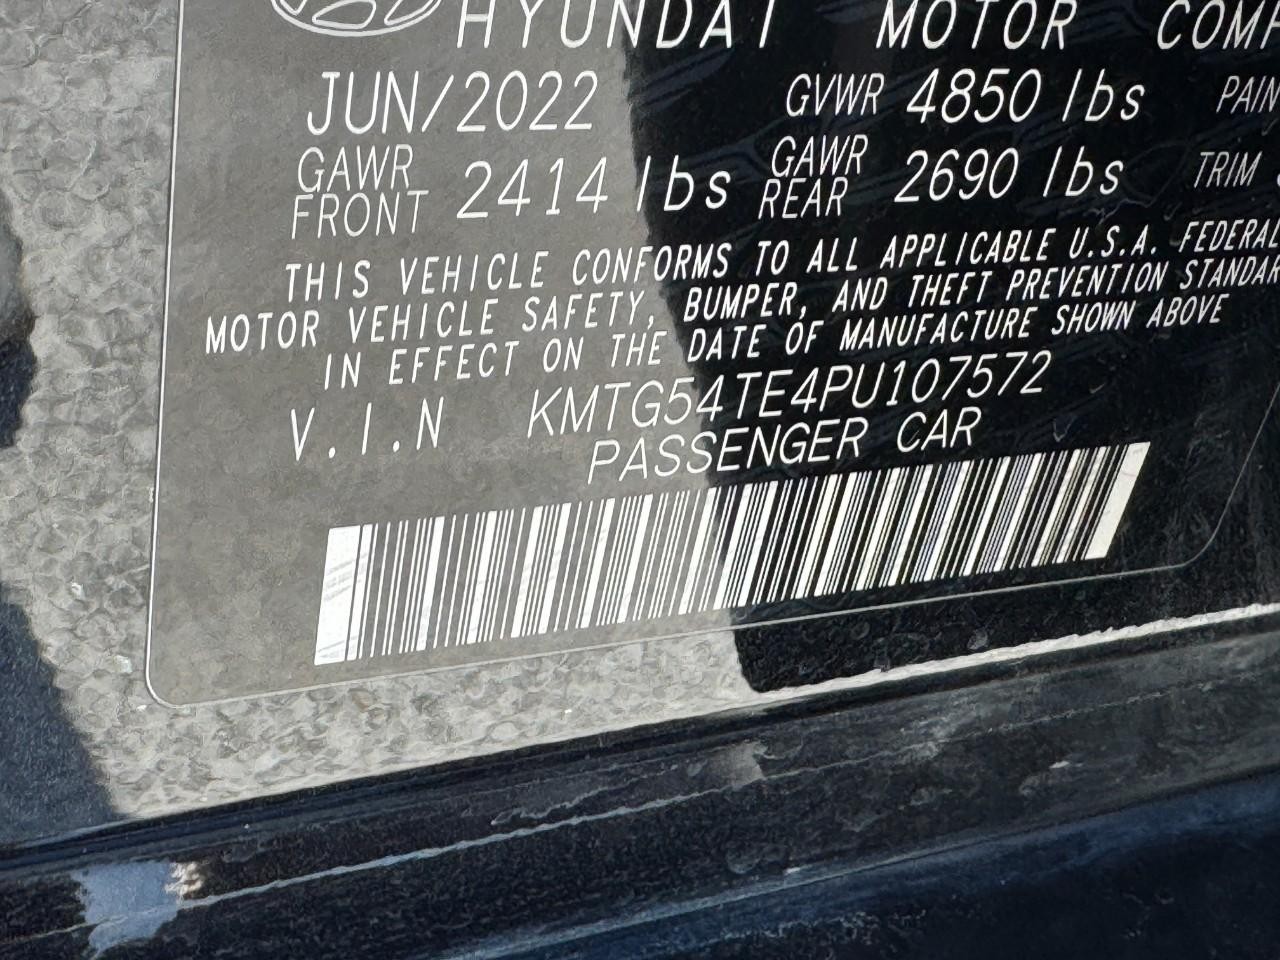 HYUNDAI MOTOR
JUN/2022 GVWR 4850 lbs
GAWR FRONT 2414 lbs GAWR REAR 2690 lbs TRIM
THIS VEHICLE CONFORMS TO ALL APPLICABLE U.S.A. FEDERAL
MOTOR VEHICLE SAFETY, BUMPER, AND THEFT PREVENTION
IN EFFECT ON THE DATE OF MANUFACTURE SHOWN ABOVE
V.I.N KMTG54TE4PU107572
PASSENGER CAR